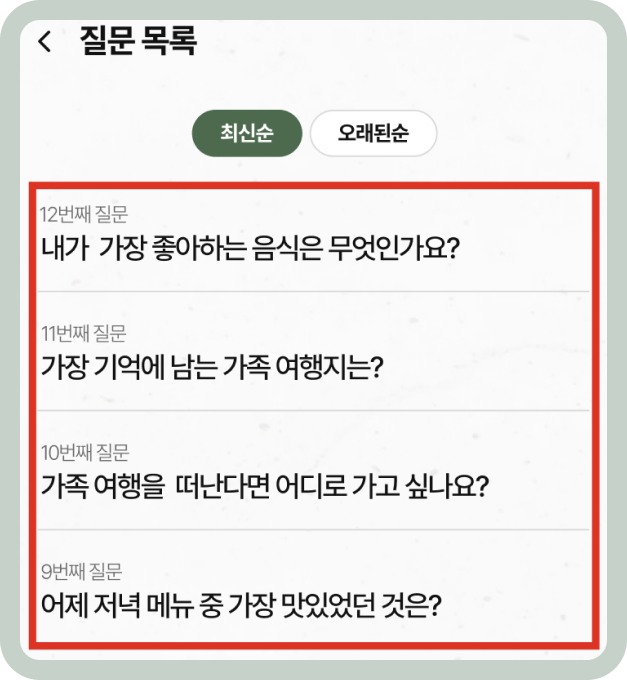 질문 목록
최신순 오래된순
12번째 질문
내가 가장 좋아하는 음식은 무엇인가요?
11번째 질문
가장 기억에 남는 가족 여행지는?
10번째 질문
가족 여행을 떠난다면 어디로 가고 싶나요?
9번째 질문
어제 저녁 메뉴 중 가장 맛있었던 것은?